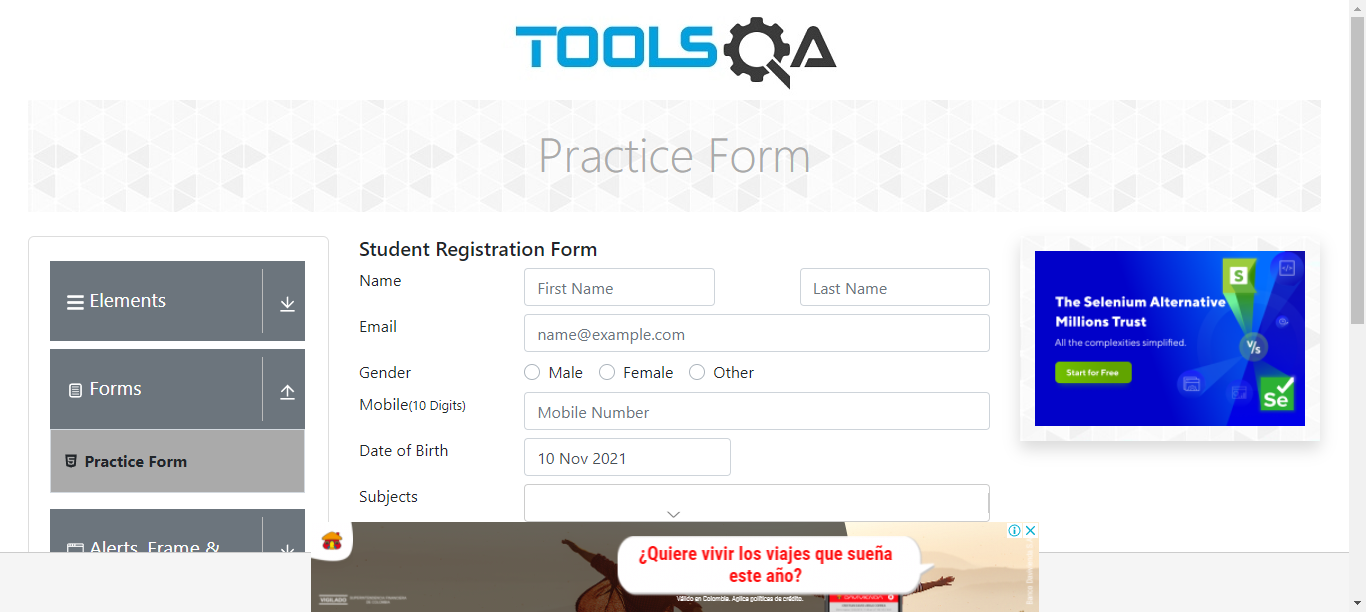 TOOLSQA
Practice Form
Elements
Forms
Practice Form
Alerts, Frame &
Student Registration Form
Name
First Name
Last Name
Email
name@example.com
Gender
Male
Female
Other
Mobile(10 Digits)
Mobile Number
Date of Birth
10 Nov 2021
Subjects
S
The Selenium Alternative
Millions Trust
All the complexities simplified.
Start for Free
V/s
Se
¿Quiere vivir los viajes que sueña
este año?
Válido en Colombia. Aplica políticas de crédito.
VIGILADO